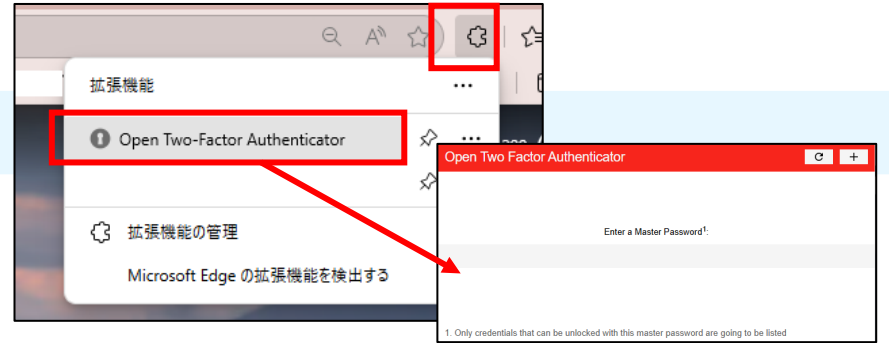 拡張機能
Open Two-Factor Authenticator
拡張機能の管理
Microsoft Edge の拡張機能を検出する
Open Two Factor Authenticator
Enter a Master Password1:
1. Only credentials that can be unlocked with this master password are going to be listed